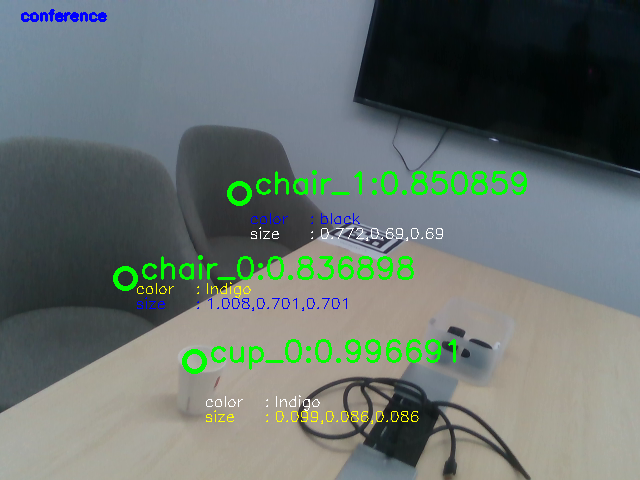 conference
chair_1:0.850859
color : black
size : 0.772,0.69,0.69
chair_0:0.836898
color : Indigo
size : 1.008,0.701,0.701
cup_0:0.996691
color : Indigo
size : 0.099,0.086,0.086